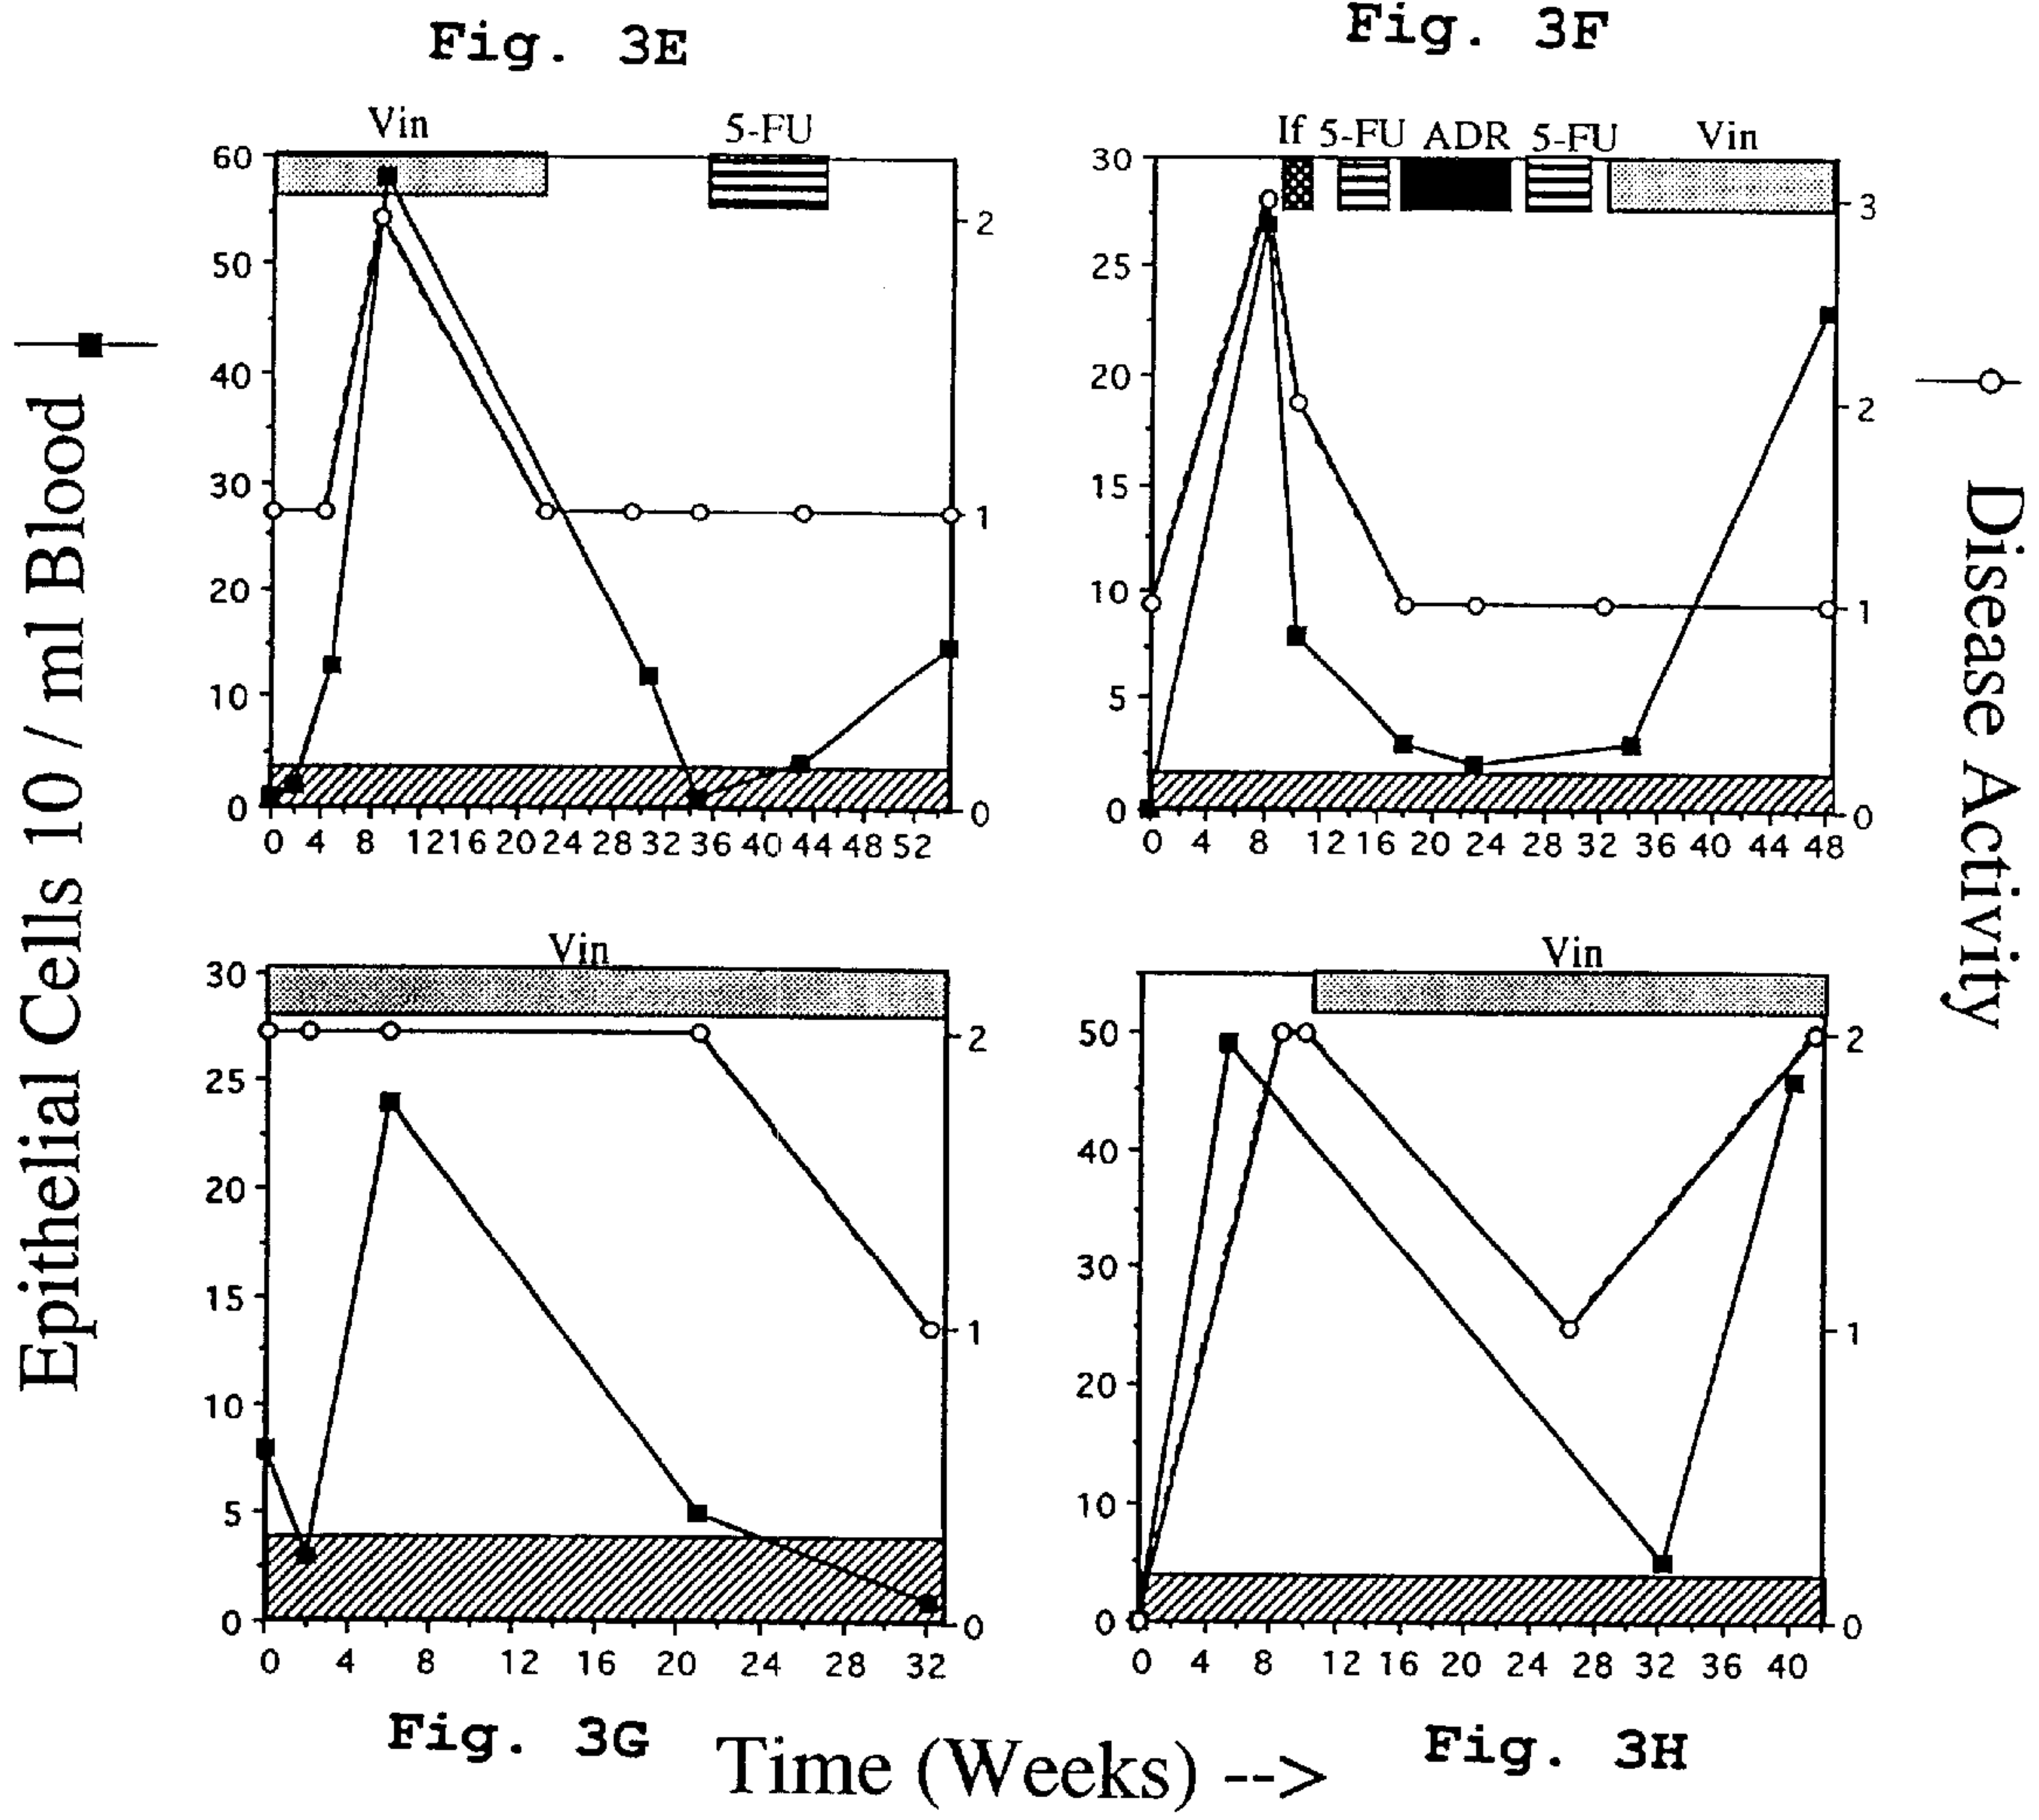 Fig. 3E
Fig. 3F
Vin
5-FU
If 5-FU ADR 5-FU Vin
60
50
40
30
20
10
0
2
1
0
0 4 8 12 16 20 24 28 32 36 40 44 48 52
30
25
20
15
10
5
0
3
2
1
0
0 4 8 12 16 20 24 28 32 36 40 44 48
Epithelial Cells 10 / ml Blood
Disease Activity
Vin
30
25
20
15
10
5
0
2
1
0
0 4 8 12 16 20 24 28 32
Vin
50
40
30
20
10
0
2
1
0
0 4 8 12 16 20 24 28 32 36 40
Fig. 3G
Time (Weeks) -->
Fig. 3H